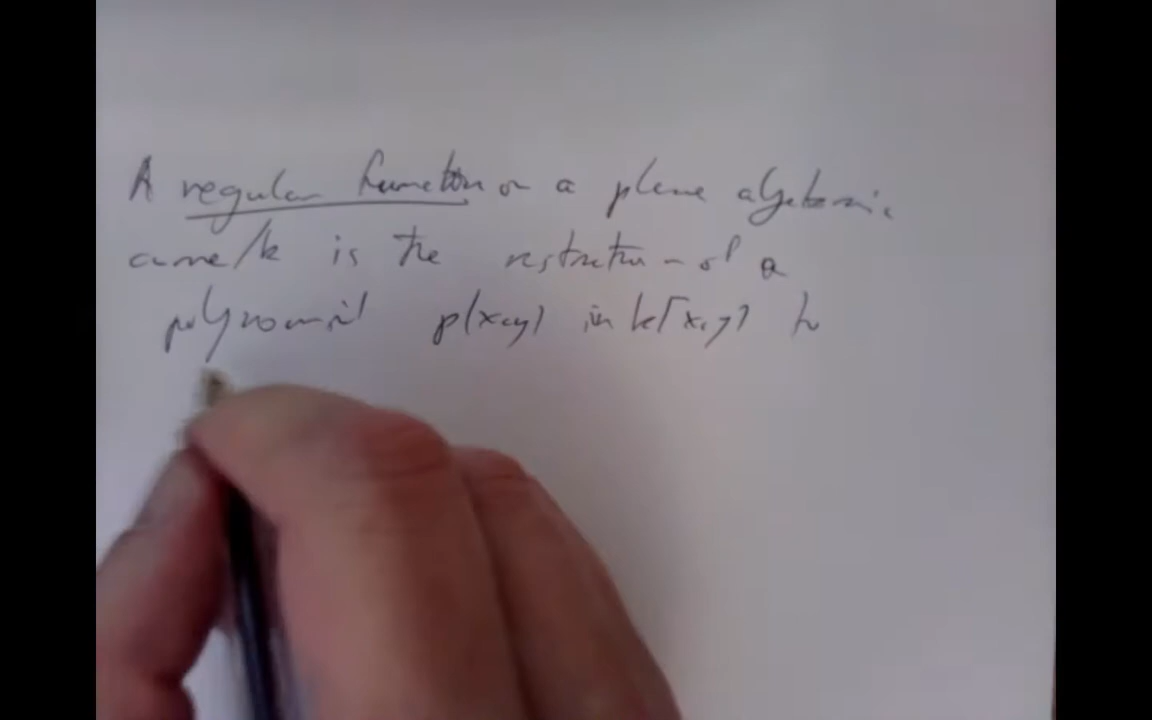 A regular function on a plane algebraic
curve/k is the restriction of a
polynomial p(x,y) in k[x,y] to